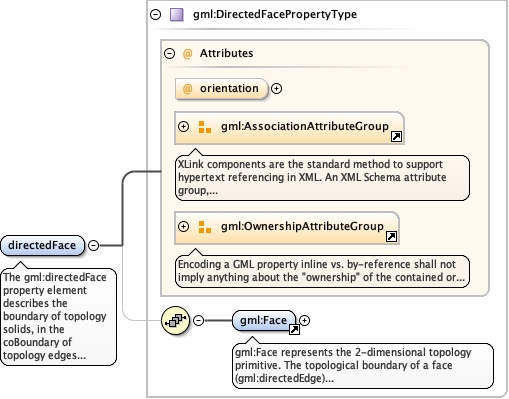 gml:DirectedFacePropertyType
@ Attributes
@ orientation
gml:AssociationAttributeGroup
XLink components are the standard method to support
hypertext referencing in XML. An XML Schema attribute
group,...
gml:OwnershipAttributeGroup
Encoding a GML property inline vs. by-reference shall not
imply anything about the "ownership" of the contained or...
directedFace
The gml:directedFace
property element
describes the
boundary of topology
solids, in the
coBoundary of
topology edges...
gml:Face
gml:Face represents the 2-dimensional topology
primitive. The topological boundary of a face
(gml:directedEdge)...